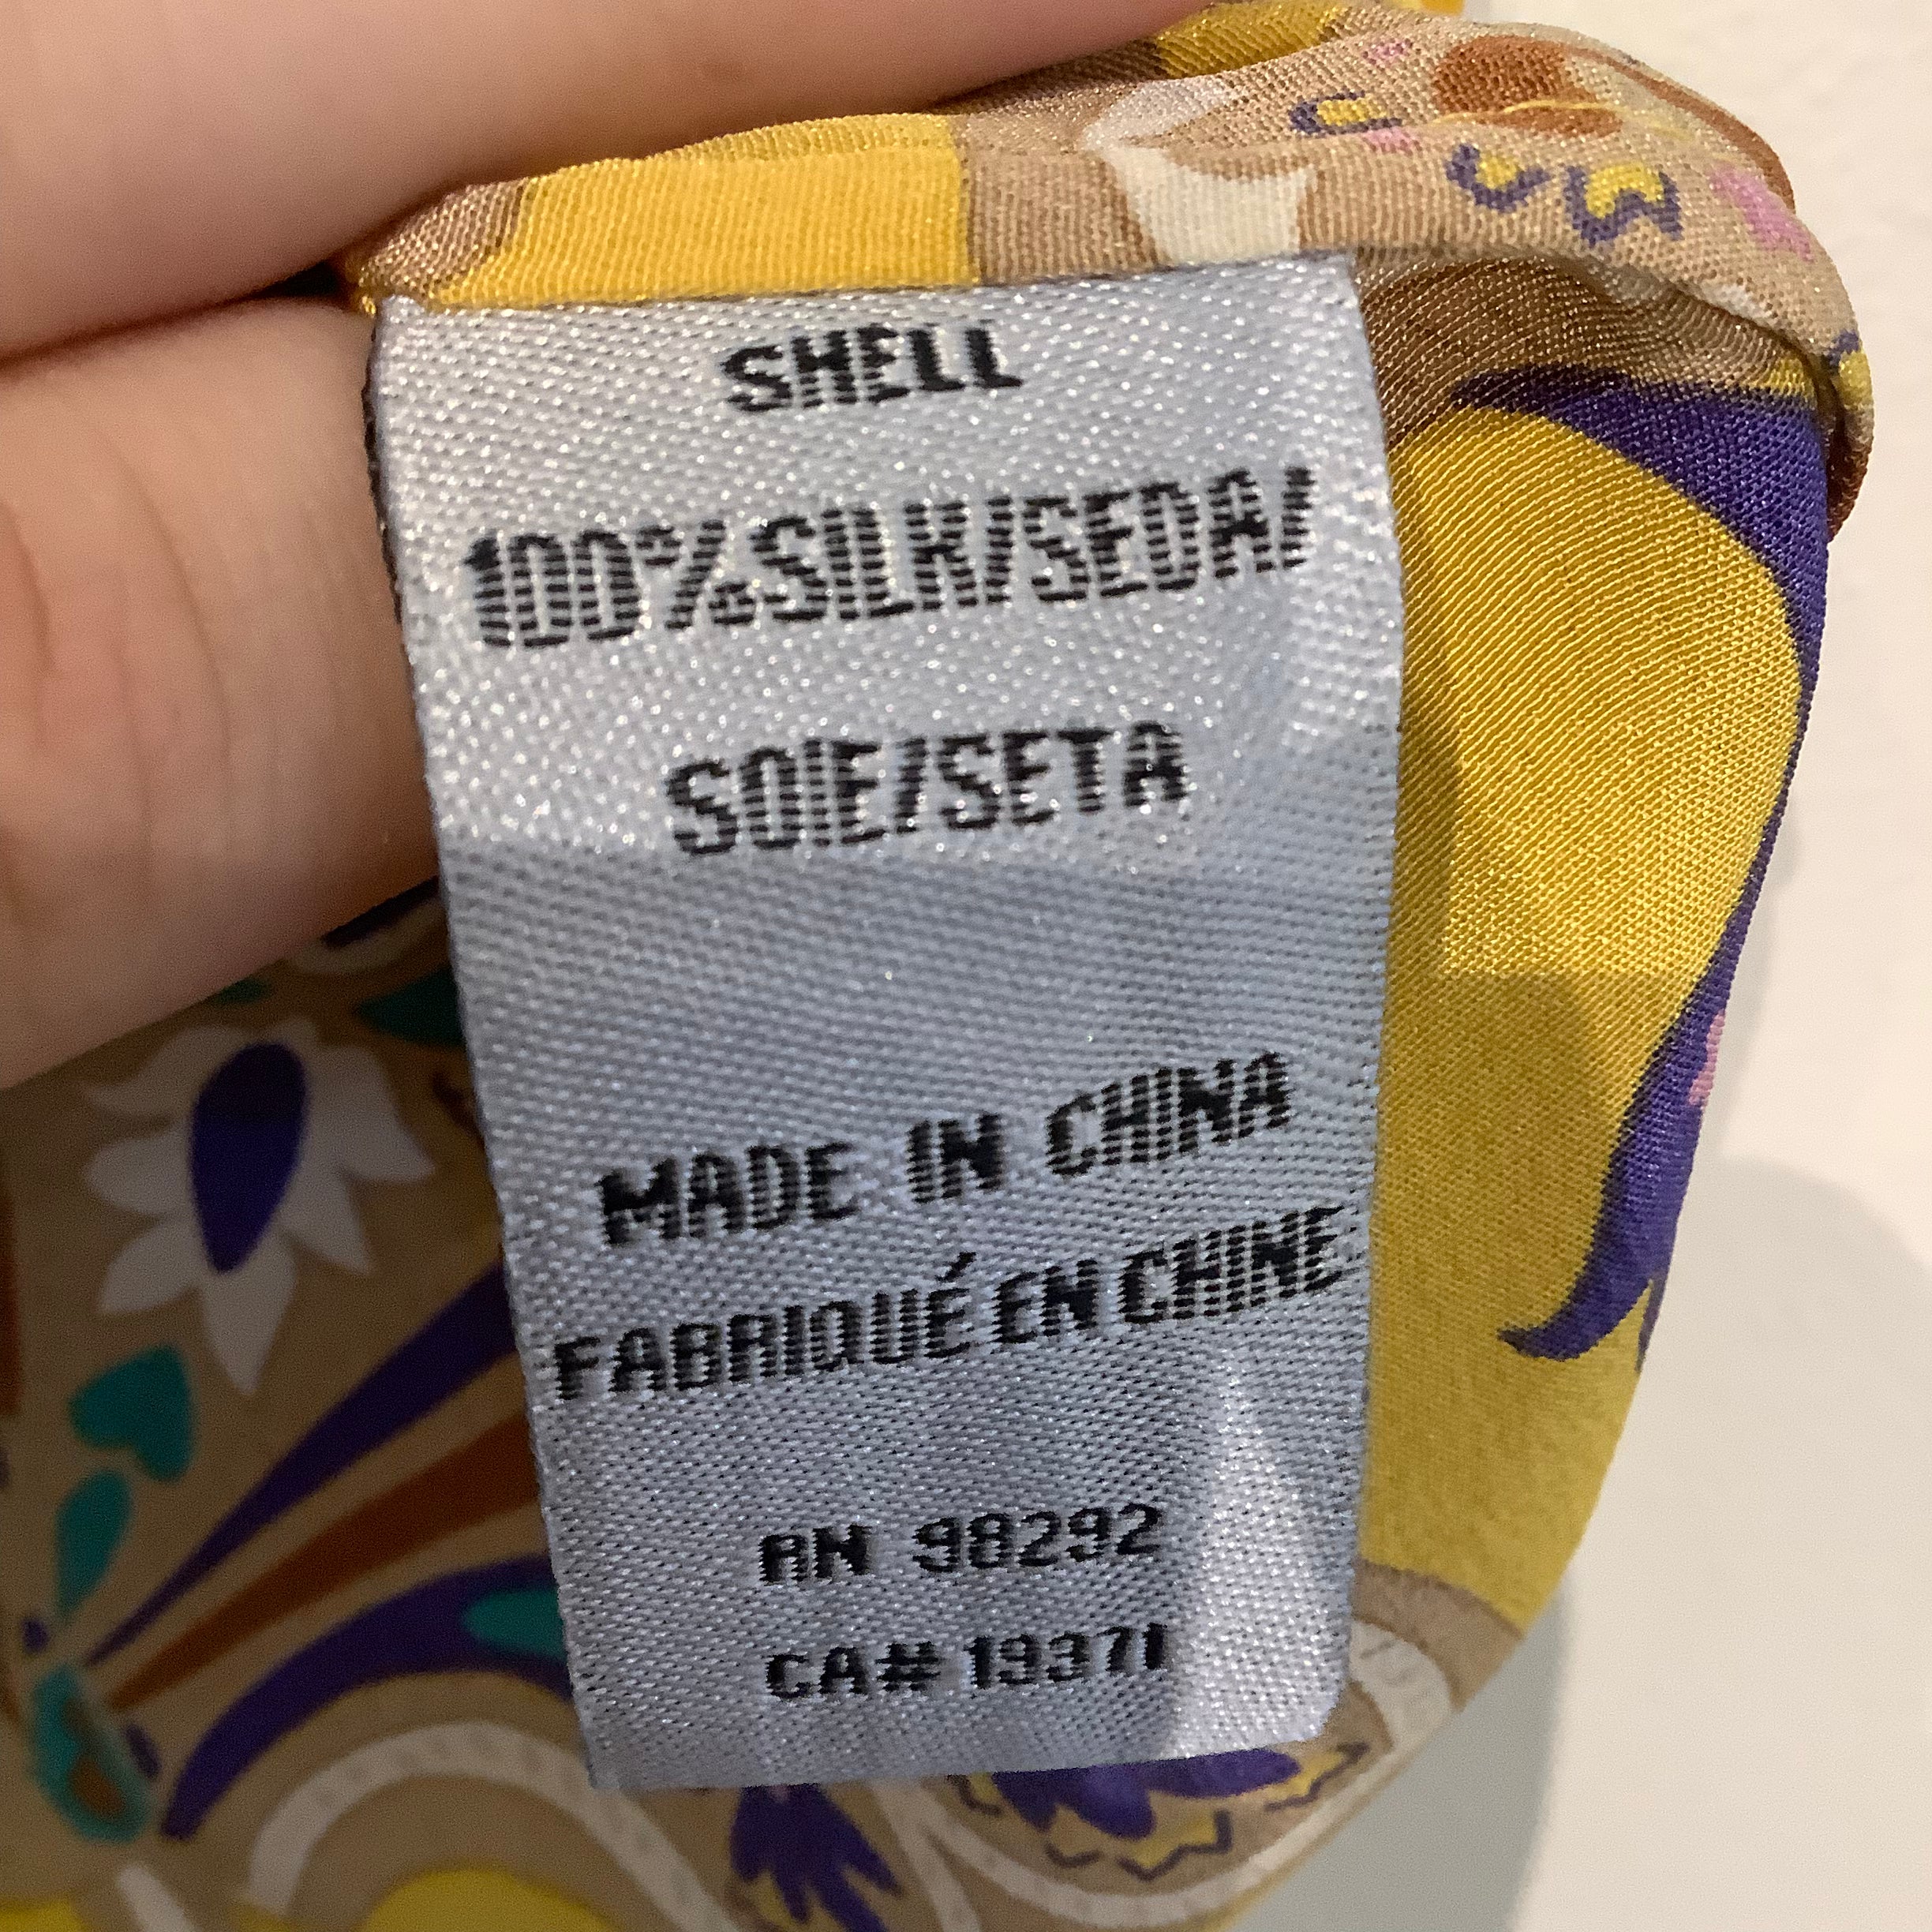 SHELL
100%SILK/SEDA/
SOIE/SETA
MADE IN CHINA
FABRIQUÉ EN CHINE
RN 98292
CA# 19371